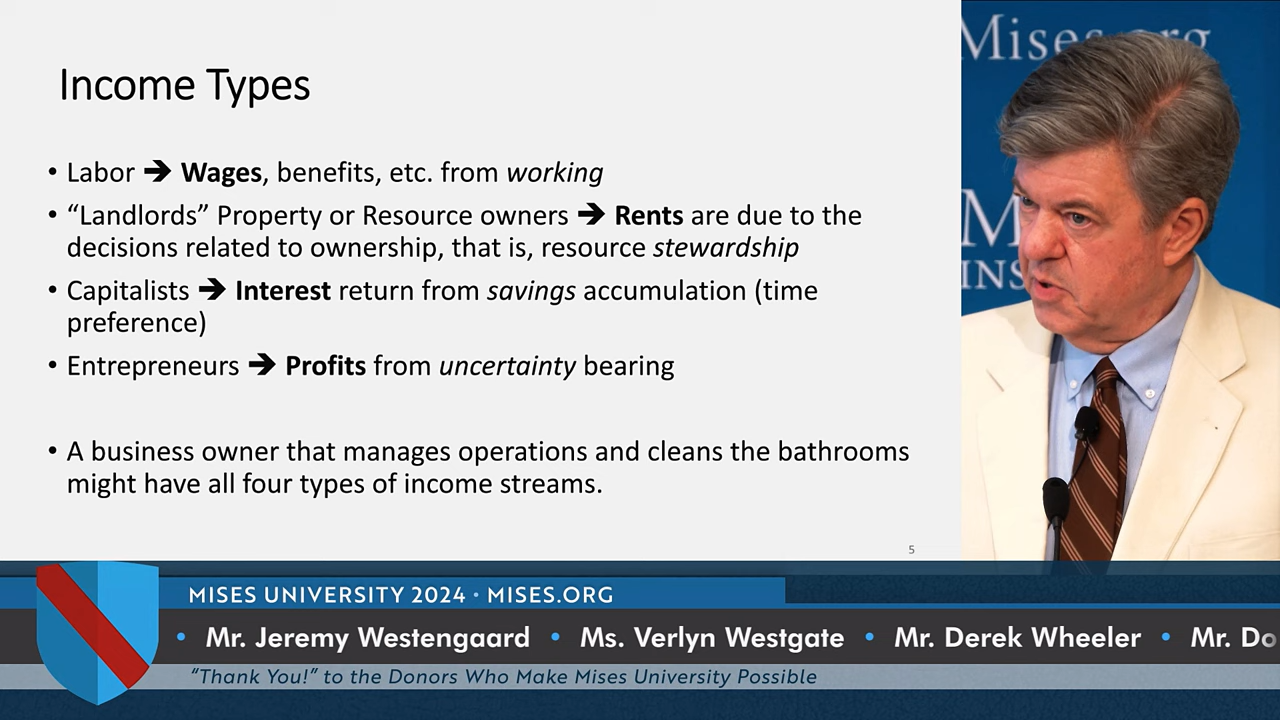 Income Types
• Labor ➔ Wages, benefits, etc. from working
• “Landlords” Property or Resource owners ➔ Rents are due to the
decisions related to ownership, that is, resource stewardship
• Capitalists ➔ Interest return from savings accumulation (time
preference)
• Entrepreneurs ➔ Profits from uncertainty bearing
• A business owner that manages operations and cleans the bathrooms
might have all four types of income streams.
5
Mises.org
M
INS
MISES UNIVERSITY 2024 • MISES.ORG
• Mr. Jeremy Westengaard • Ms. Verlyn Westgate • Mr. Derek Wheeler • Mr. Do
“Thank You!” to the Donors Who Make Mises University Possible